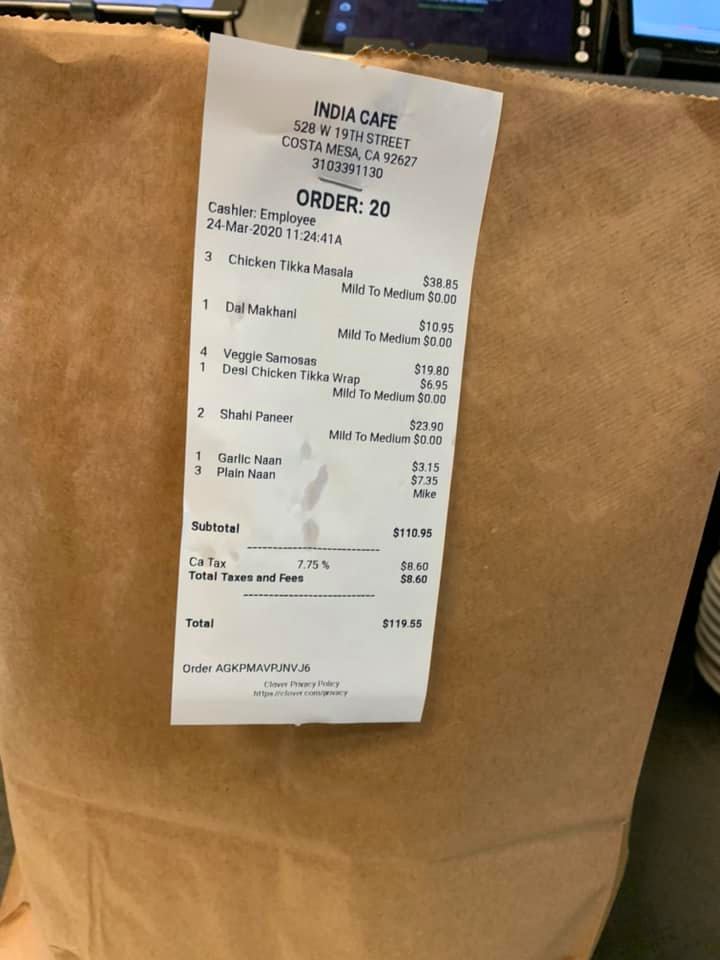 INDIA CAFE
528 W 19TH STREET
COSTA MESA, CA 92627
3103391130
ORDER: 20
Cashier: Employee
24-Mar-2020 11:24:41A
3 Chicken Tikka Masala $38.85
Mild To Medium $0.00
1 Dal Makhani $10.95
Mild To Medium $0.00
4 Veggie Samosas $19.80
1 Desi Chicken Tikka Wrap $6.95
Mild To Medium $0.00
2 Shahi Paneer $23.90
Mild To Medium $0.00
1 Garlic Naan $3.15
3 Plain Naan $7.35
Mike
Subtotal $110.95
Ca Tax 7.75 % $8.60
Total Taxes and Fees $8.60
Total $119.55
Order AGKPMAVPJNVJ6
Clover Privacy Policy
https://clover.com/privacy